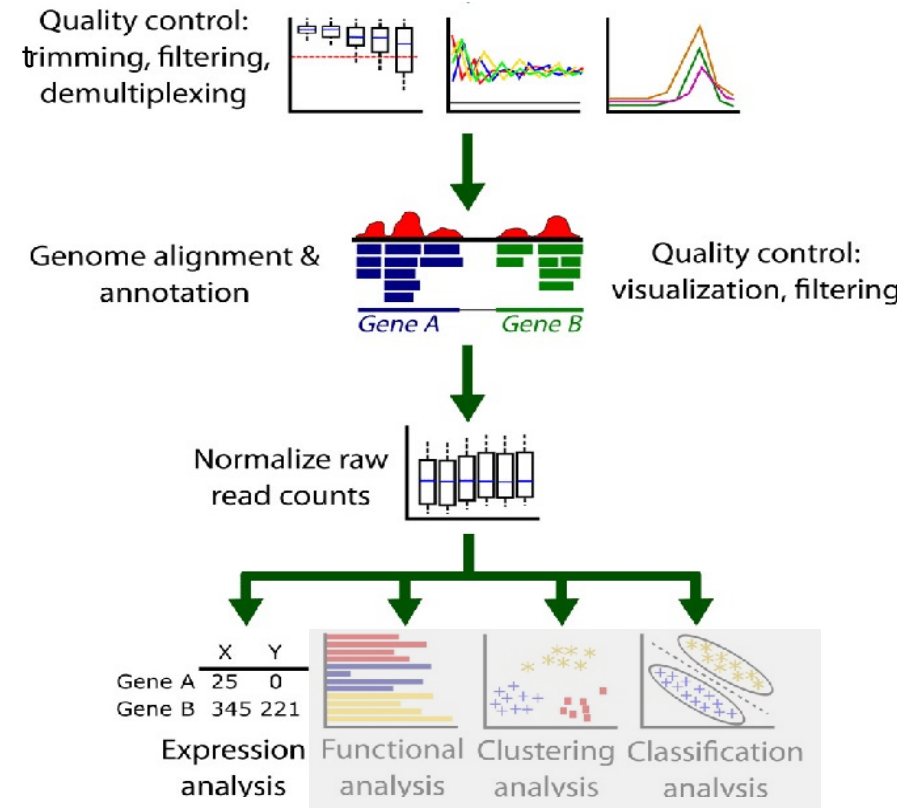 Quality control:
trimming, filtering,
demultiplexing
Genome alignment &
annotation
Quality control:
visualization, filtering
Gene A
Gene B
Normalize raw
read counts
X Y
Gene A 25 0
Gene B 345 221
Expression
analysis
Functional
analysis
Clustering
analysis
Classification
analysis